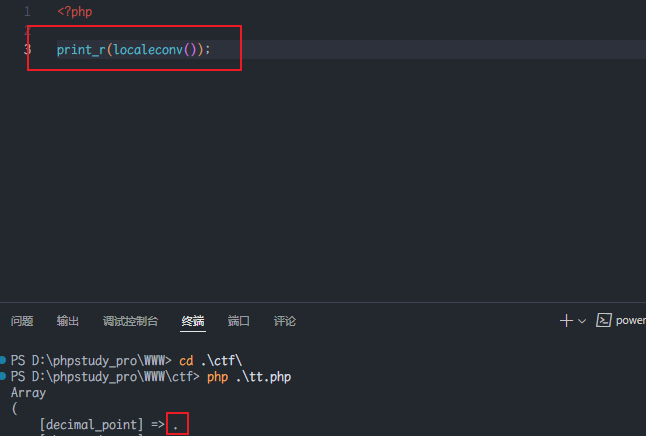 1 <?php
2
3 print_r(localeconv());
问题 输出 调试控制台 终端 端口 评论
power
PS D:\phpstudy_pro\WWW> cd .\ctf\
PS D:\phpstudy_pro\WWW\ctf> php .\tt.php
Array
(
[decimal_point] => .